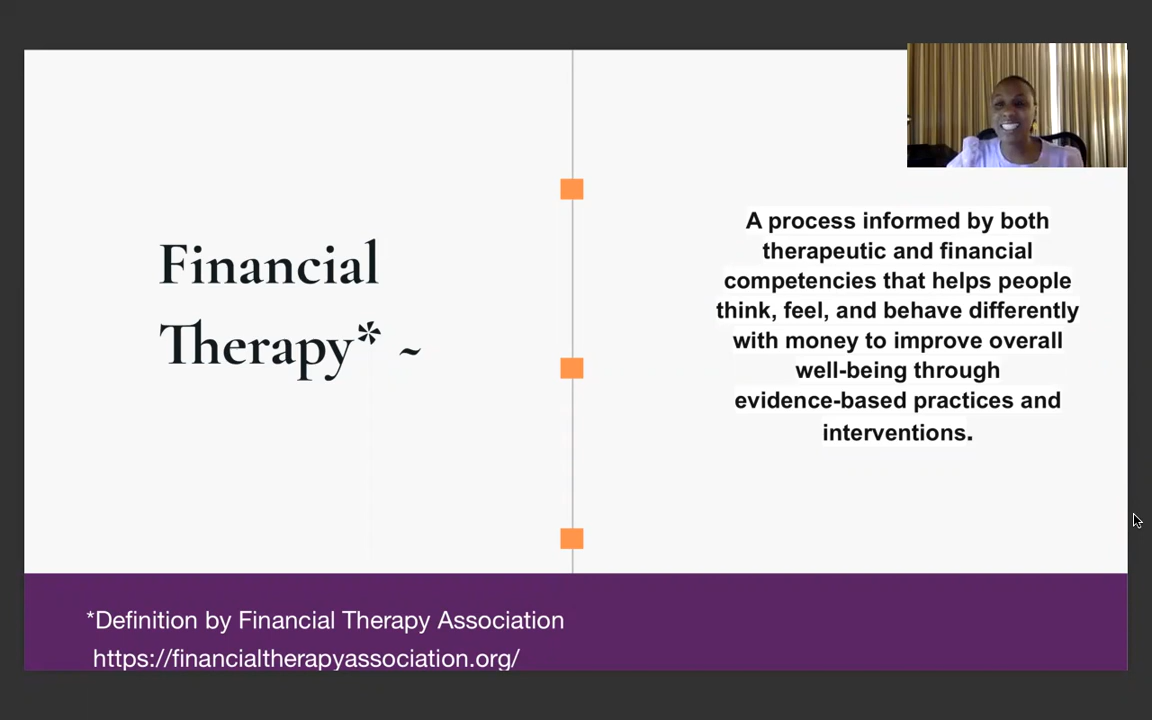 Financial
Therapy* ~
A process informed by both
therapeutic and financial
competencies that helps people
think, feel, and behave differently
with money to improve overall
well-being through
evidence-based practices and
interventions.
*Definition by Financial Therapy Association
https://financialtherapyassociation.org/